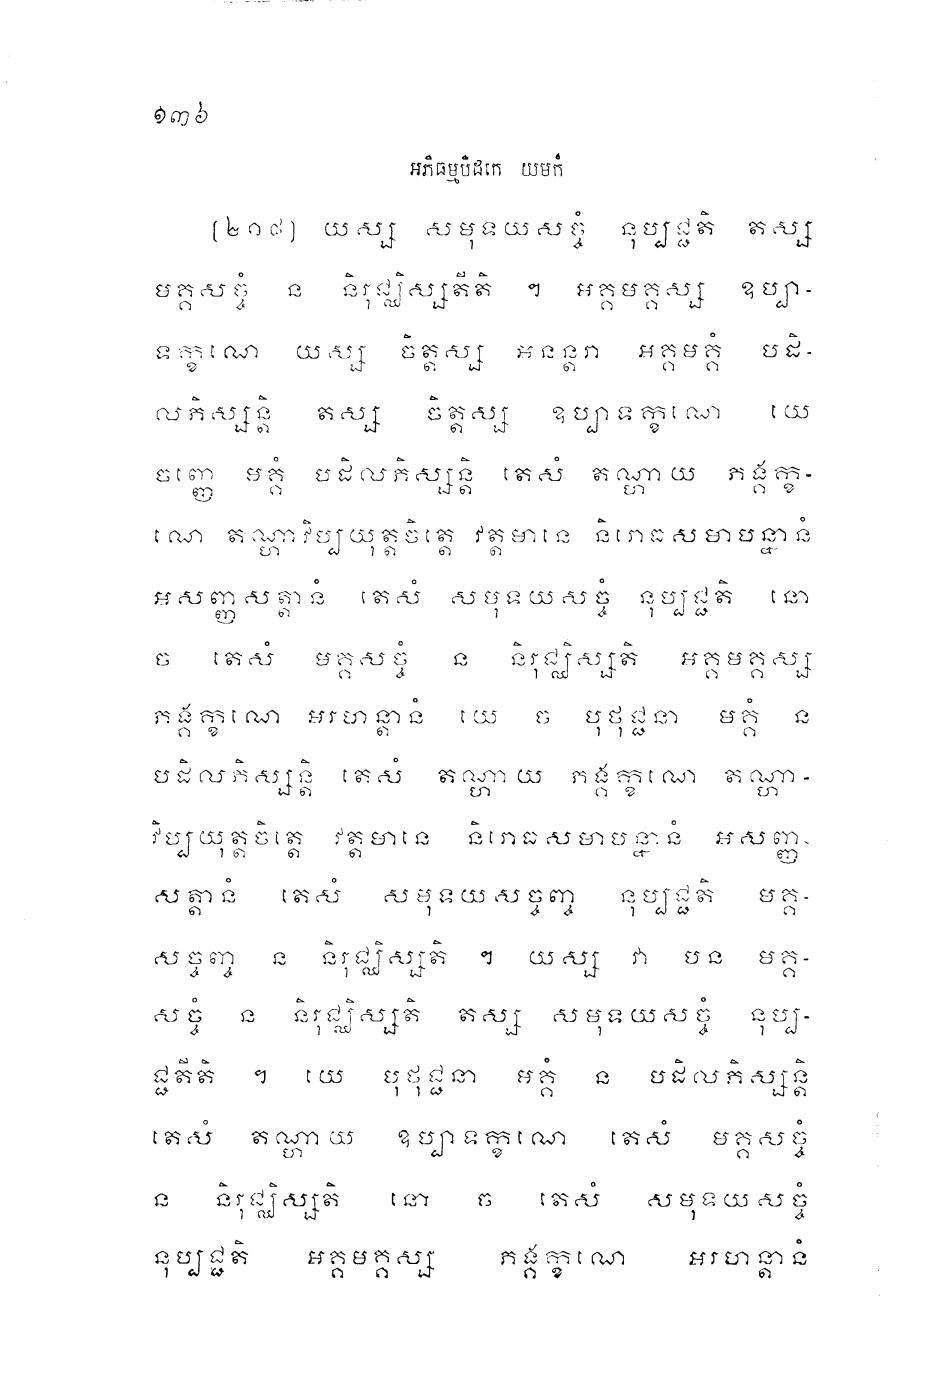 ១៣៦
អភិធម្មបិដកេ យមកំ
(២០៩) យស្ស សមុទយសច្ចំ នុប្បជ្ជតិ តស្ស
មគ្គសច្ចំ ន និរុជ្ឈិស្សតីតិ ។ អគ្គមគ្គស្ស ឧប្បា-
ទក្ខណេ យស្ស ចិត្តស្ស អនន្តរា អគ្គមគ្គំ បដិ-
លភិស្សន្តិ តស្ស ចិត្តស្ស ឧប្បាទក្ខណេ យេ
ចញ្ញេ មគ្គំ បដិលភិស្សន្តិ តេសំ តណ្ហាយ ភង្គក្ខ-
ណេ តណ្ហាវិប្បយុត្តចិត្តេ វត្តមានេ និរោធសមាបន្នានំ
អសញ្ញសត្តានំ តេសំ សមុទយសច្ចំ នុប្បជ្ជតិ នោ
ច តេសំ មគ្គសច្ចំ ន និរុជ្ឈិស្សតិ អគ្គមគ្គស្ស
ភង្គក្ខណេ អរហន្តានំ យេ ច បុថុជ្ជនា មគ្គំ ន
បដិលភិស្សន្តិ តេសំ តណ្ហាយ ភង្គក្ខណេ តណ្ហា-
វិប្បយុត្តចិត្តេ វត្តមានេ និរោធសមាបន្នានំ អសញ្ញ-
សត្តានំ តេសំ សមុទយសច្ចញ្ច នុប្បជ្ជតិ មគ្គ-
សច្ចញ្ច ន និរុជ្ឈិស្សតិ ។ យស្ស វា បន មគ្គ-
សច្ចំ ន និរុជ្ឈិស្សតិ តស្ស សមុទយសច្ចំ នុប្ប-
ជ្ជតីតិ ។ យេ បុថុជ្ជនា មគ្គំ ន បដិលភិស្សន្តិ
តេសំ តណ្ហាយ ឧប្បាទក្ខណេ តេសំ មគ្គសច្ចំ
ន និរុជ្ឈិស្សតិ នោ ច តេសំ សមុទយសច្ចំ
នុប្បជ្ជតិ អគ្គមគ្គស្ស ភង្គក្ខណេ អរហន្តានំ